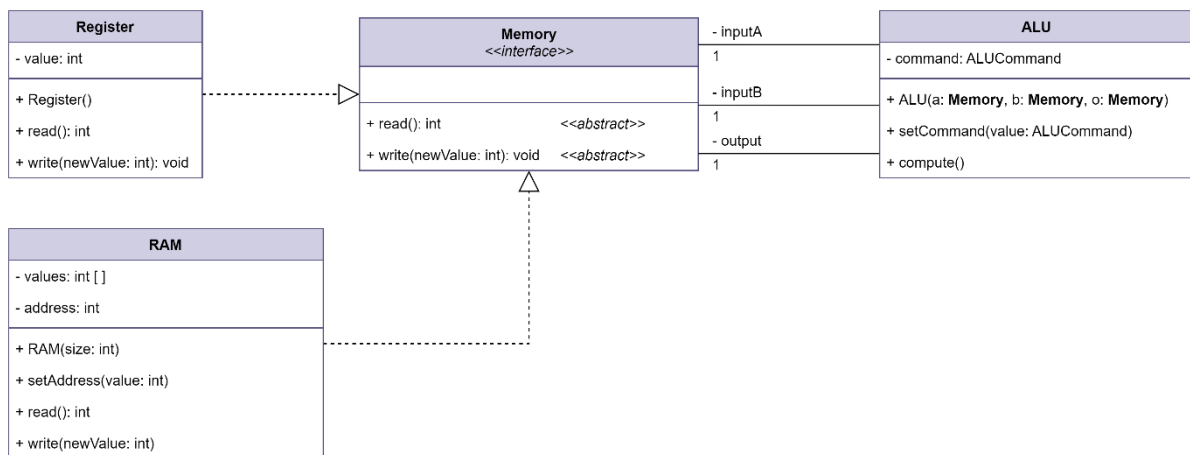 Register
- value: int
+ Register()
+ read(): int
+ write(newValue: int): void
Memory
<<interface>>
+ read(): int <<abstract>>
+ write(newValue: int): void <<abstract>>
- inputA
1
- inputB
1
- output
1
ALU
- command: ALUCommand
+ ALU(a: Memory, b: Memory, o: Memory)
+ setCommand(value: ALUCommand)
+ compute()
RAM
- values: int [ ]
- address: int
+ RAM(size: int)
+ setAddress(value: int)
+ read(): int
+ write(newValue: int)